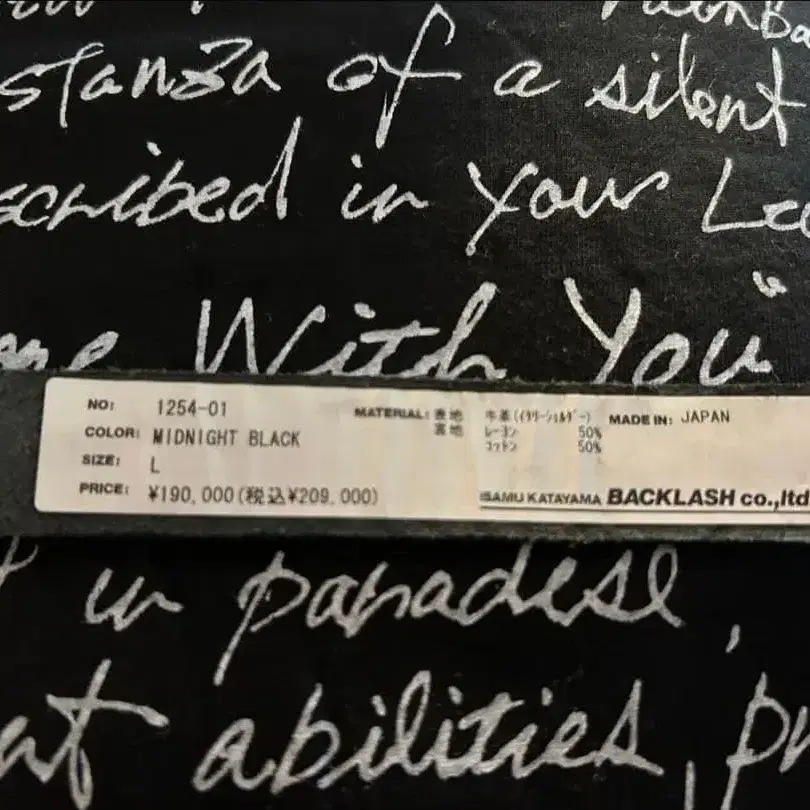 stanza of a silent
scribed in your
With You"
NO: 1254-01
COLOR: MIDNIGHT BLACK
SIZE: L
PRICE: ¥190,000(税込¥209,000)
MATERIAL: 表地 牛革(イタリーショルダー)
裏地 レーヨン 50%
コットン 50%
MADE IN: JAPAN
ISAMU KATAYAMA BACKLASH co.,ltd
in paradise,
at abilities,